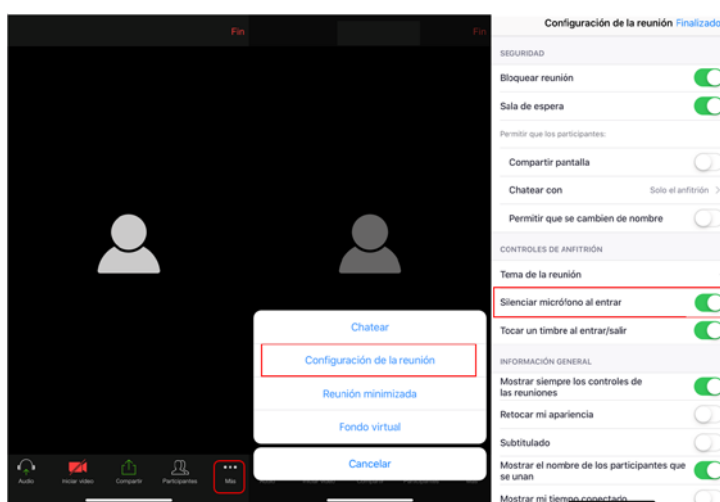 Fin
Audio
Iniciar video
Compartir
Participantes
Más
Fin
Chatear
Configuración de la reunión
Reunión minimizada
Fondo virtual
Cancelar
Configuración de la reunión Finalizado
SEGURIDAD
Bloquear reunión
Sala de espera
Permitir que los participantes:
Compartir pantalla
Chatear con Solo el anfitrión
Permitir que se cambien de nombre
CONTROLES DE ANFITRIÓN
Tema de la reunión
Silenciar micrófono al entrar
Tocar un timbre al entrar/salir
INFORMACIÓN GENERAL
Mostrar siempre los controles de
las reuniones
Retocar mi apariencia
Subtitulado
Mostrar el nombre de los participantes que
se unan
Mostrar mi tiempo conectado